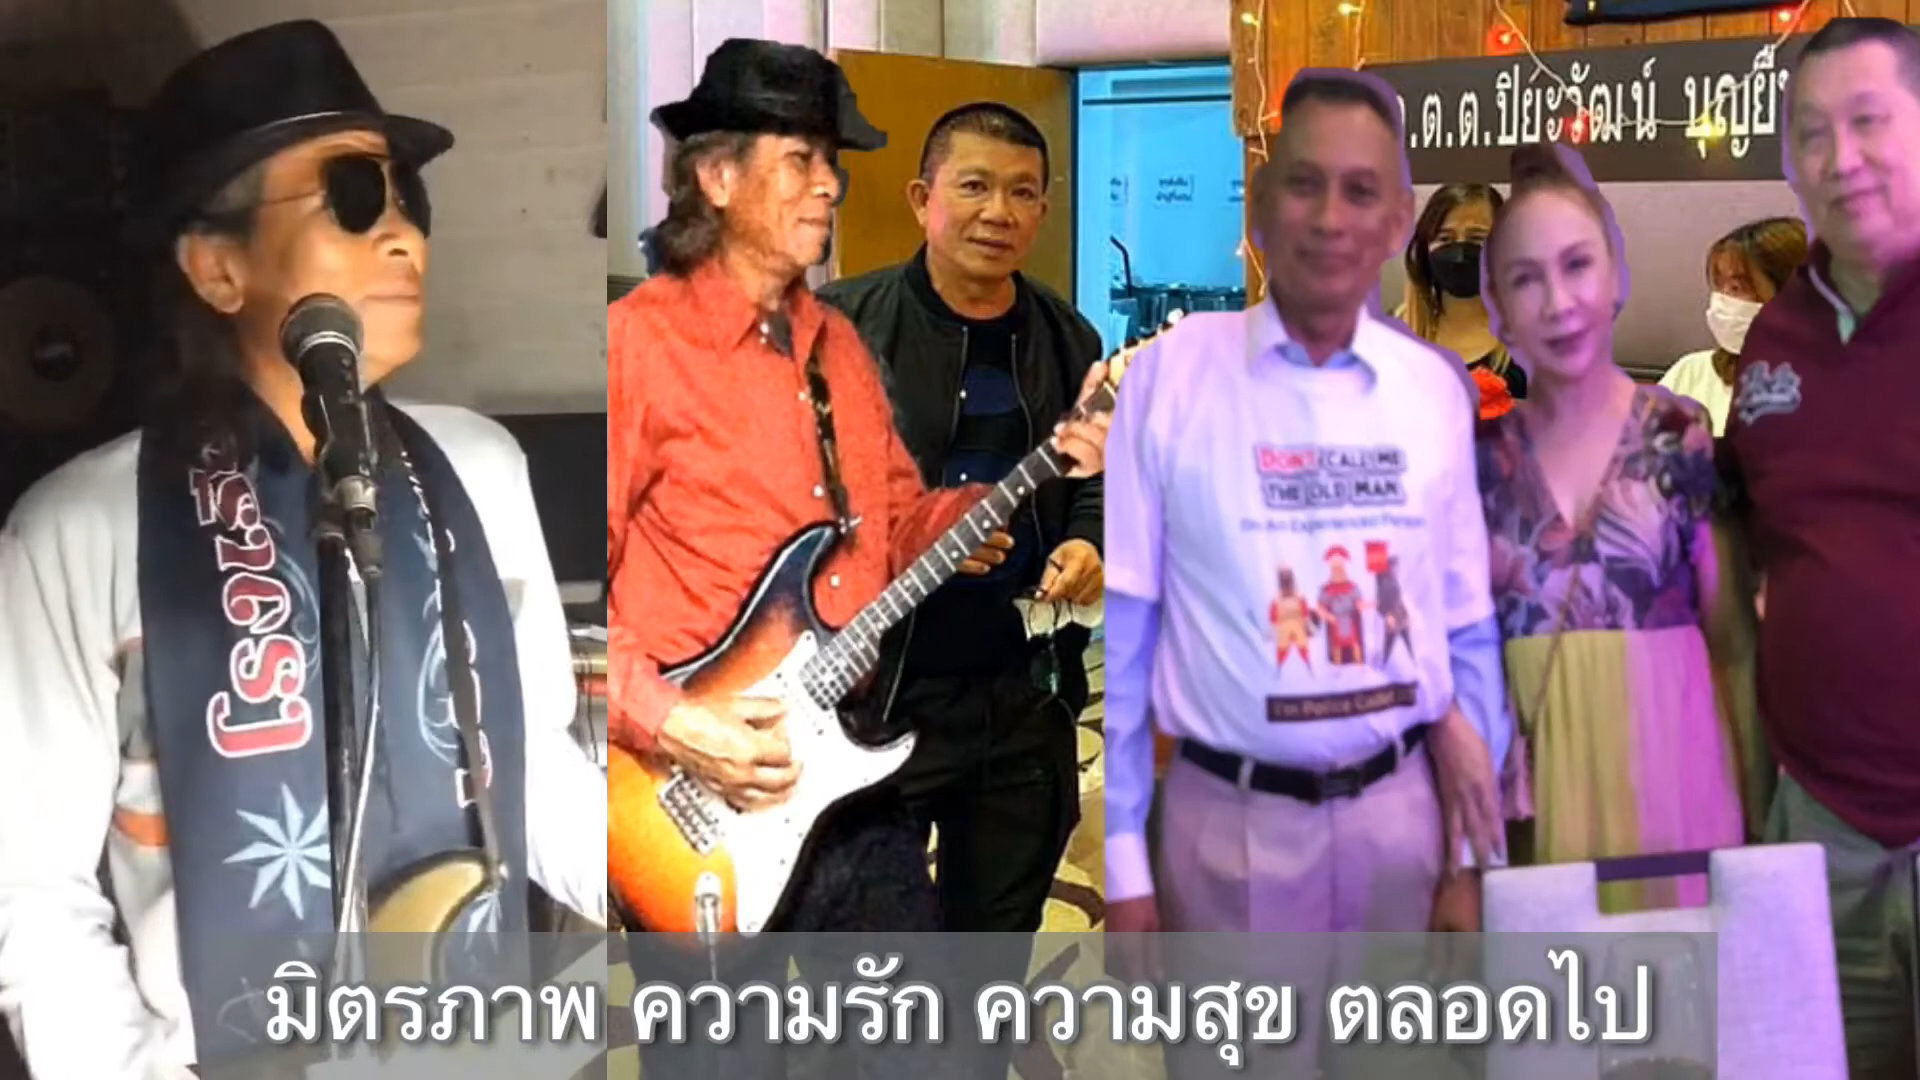 .ต.ต.ปิยะวัฒน์ บุญยื
DON'T CALL ME
THE OLD MAN
I'm An Experienced Person
I'm Police Cadet
มิตรภาพ ความรัก ความสุข ตลอดไป